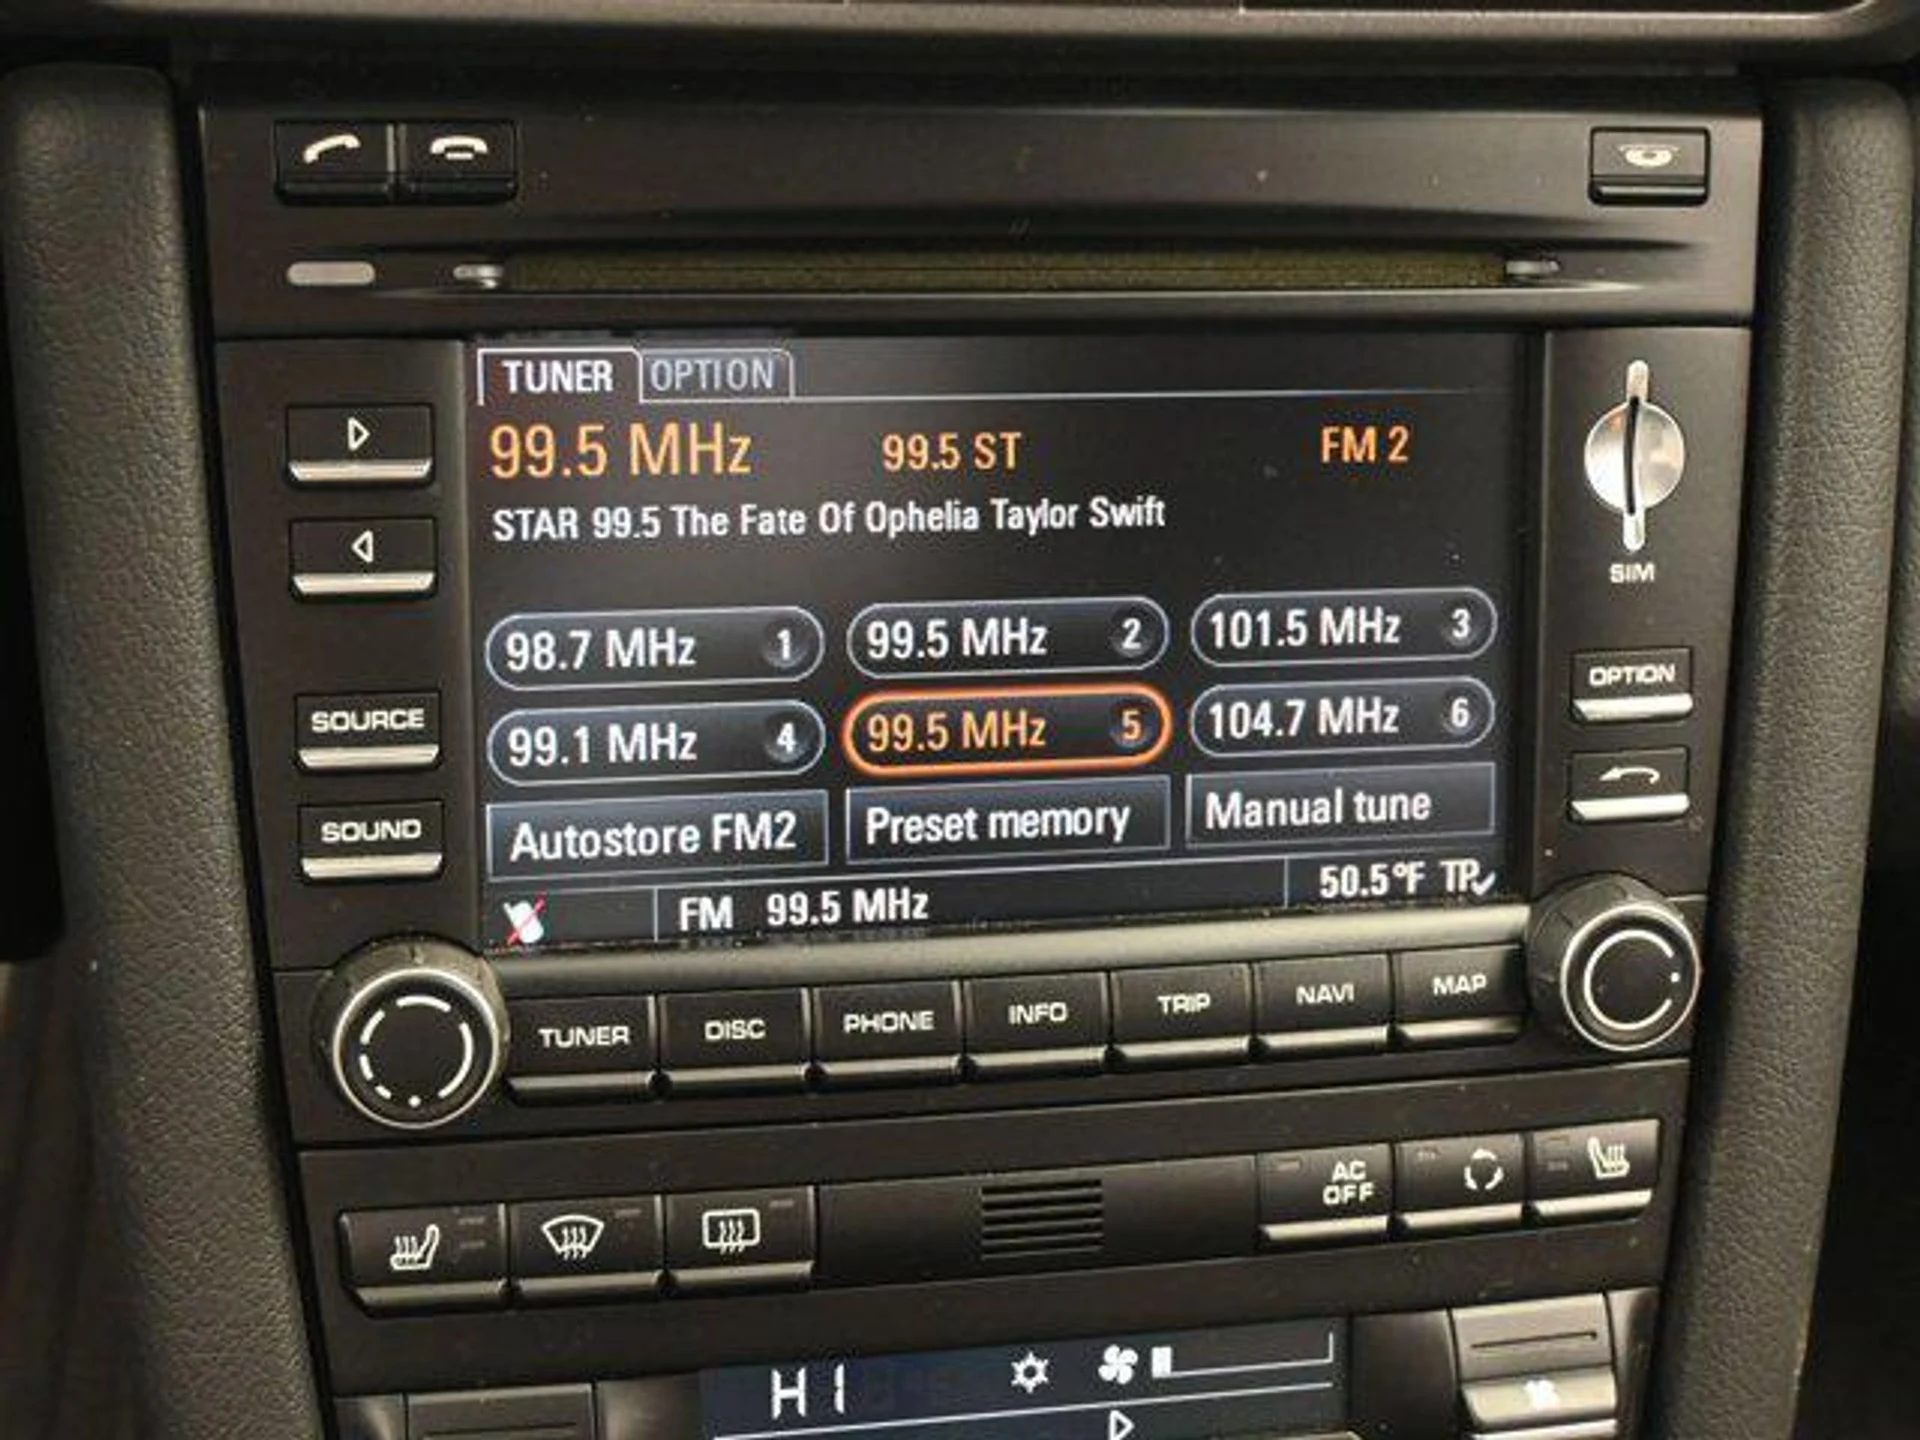 TUNER OPTION
99.5 MHz 99.5 ST FM 2
STAR 99.5 The Fate Of Ophelia Taylor Swift
SIM
98.7 MHz 1 99.5 MHz 2 101.5 MHz 3
OPTION
SOURCE
99.1 MHz 4 99.5 MHz 5 104.7 MHz 6
SOUND
Autostore FM2 Preset memory Manual tune
FM 99.5 MHz 50.5°F TP
TUNER DISC PHONE INFO TRIP NAVI MAP
AC
OFF
HI